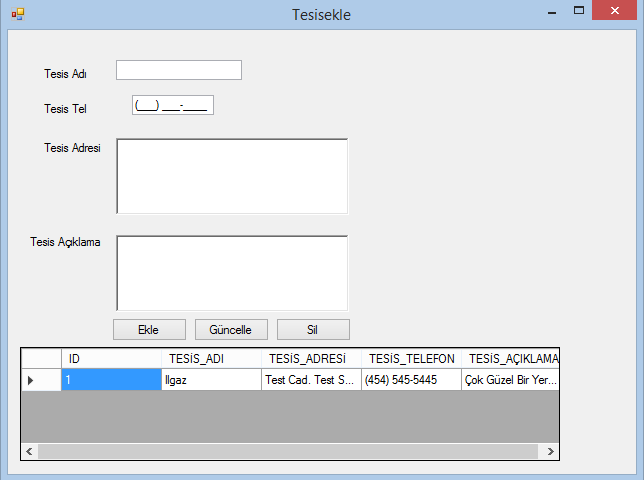 Tesisekle
Tesis Adı
Tesis Tel (___) ___-____
Tesis Adresi
Tesis Açıklama
Ekle Güncelle Sil
ID TESİS_ADI TESİS_ADRESİ TESİS_TELEFON TESİS_AÇIKLAMA
1 Ilgaz Test Cad. Test S... (454) 545-5445 Çok Güzel Bir Yer...